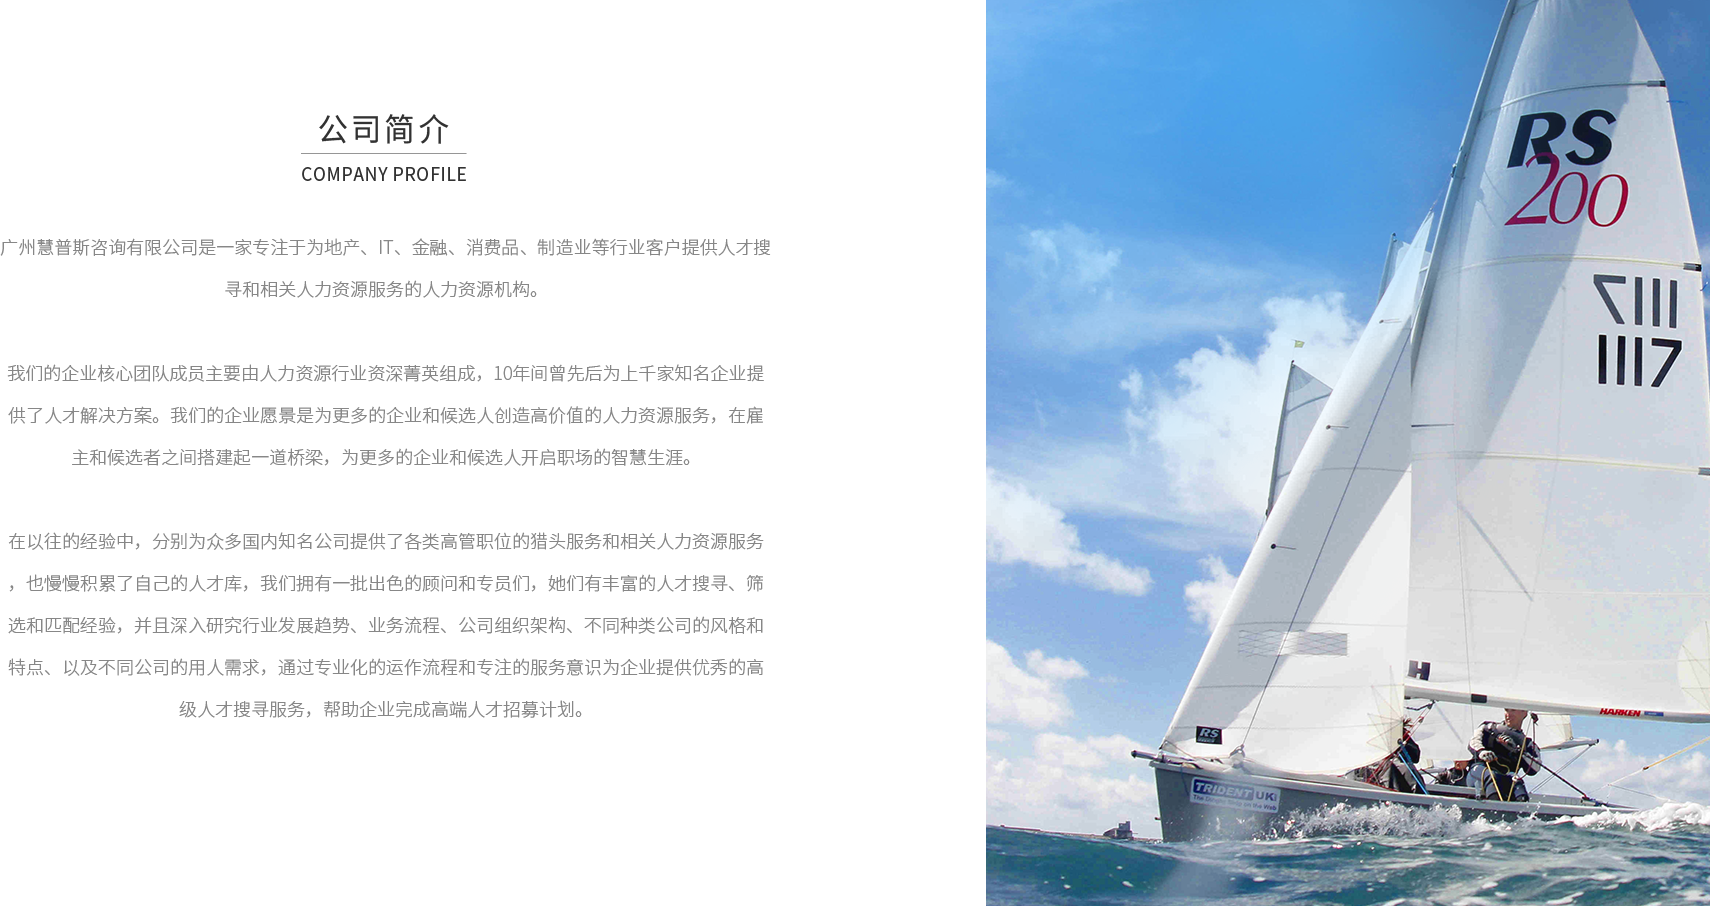 公司简介
COMPANY PROFILE
广州慧普斯咨询有限公司是一家专注于为地产、IT、金融、消费品、制造业等行业客户提供人才搜
寻和相关人力资源服务的人力资源机构。
我们的企业核心团队成员主要由人力资源行业资深菁英组成，10年间曾先后为上千家知名企业提
供了人才解决方案。我们的企业愿景是为更多的企业和候选人创造高价值的人力资源服务，在雇
主和候选者之间搭建起一道桥梁，为更多的企业和候选人开启职场的智慧生涯。
在以往的经验中，分别为众多国内知名公司提供了各类高管职位的猎头服务和相关人力资源服务
，也慢慢积累了自己的人才库，我们拥有一批出色的顾问和专员们，她们有丰富的人才搜寻、筛
选和匹配经验，并且深入研究行业发展趋势、业务流程、公司组织架构、不同种类公司的风格和
特点、以及不同公司的用人需求，通过专业化的运作流程和专注的服务意识为企业提供优秀的高
级人才搜寻服务，帮助企业完成高端人才招募计划。
RS
200
1117
1117
H
HARKEN
RS
TRIDENT UK